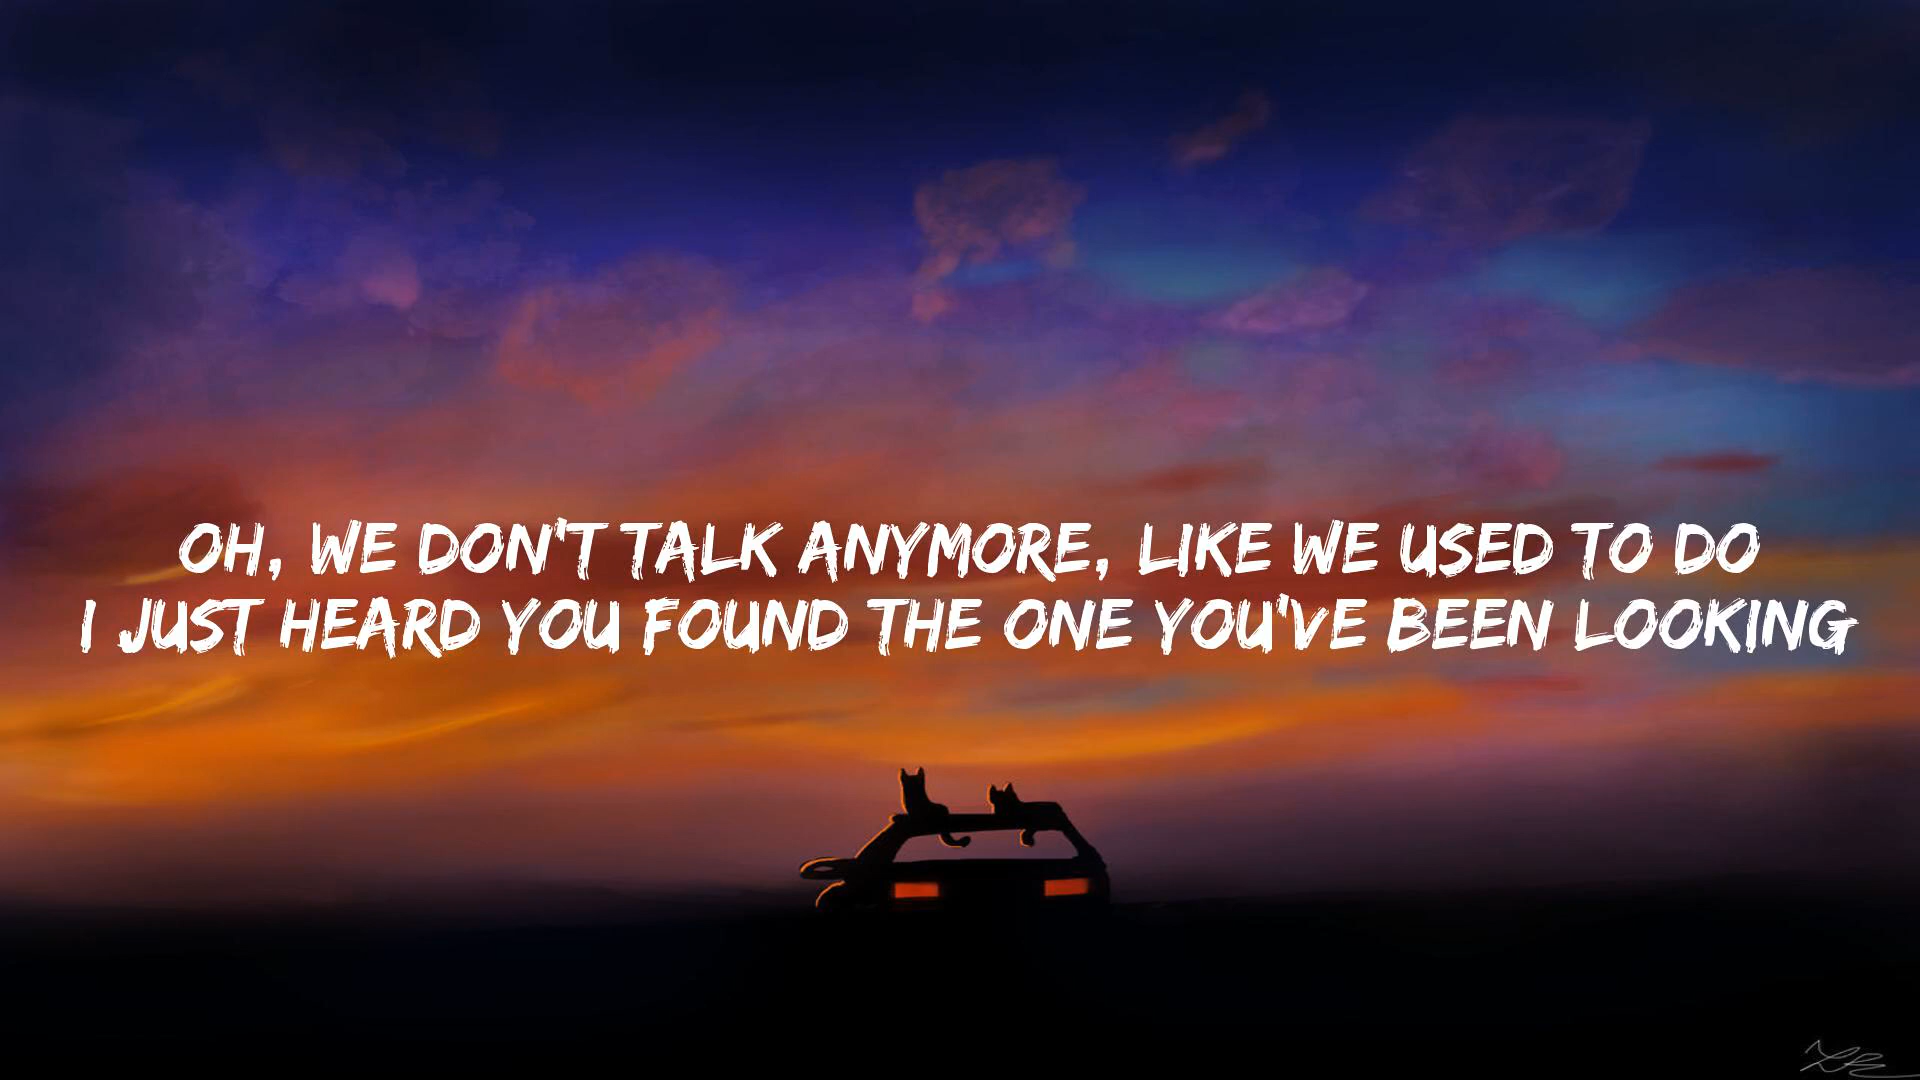 OH, WE DON'T TALK ANYMORE, LIKE WE USED TO DO
I JUST HEARD YOU FOUND THE ONE YOU'VE BEEN LOOKING